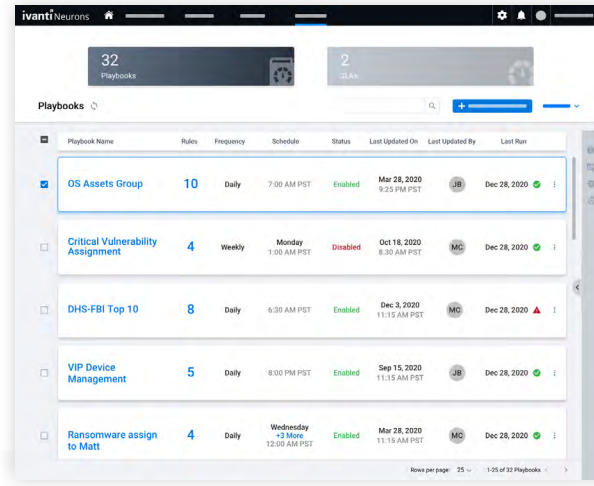 ivanti Neurons
32
Playbooks
2
SLAs
Playbooks
Playbook Name Rules Frequency Schedule Status Last Updated On Last Updated By Last Run
OS Assets Group 10 Daily 7:00 AM PST Enabled Mar 28, 2020 JB Dec 28, 2020
9:25 PM PST
Critical Vulnerability 4 Weekly Monday Disabled Oct 18, 2020 MC Dec 28, 2020
Assignment 1:00 AM PST 8.30 AM PST
DHS-FBI Top 10 8 Daily 6:30 AM PST Enabled Dec 3, 2020 MC Dec 28, 2020
11:15 AM PST
VIP Device 5 Daily 8:00 PM PST Enabled Sep 15, 2020 JB Dec 28, 2020
Management 11:15 AM PST
Ransomware assign 4 Daily Wednesday Enabled Mar 28, 2020 MC Dec 28, 2020
to Matt +3 More 11:15 AM PST
12:00 AM PST
Rows per page: 25 1-25 of 32 Playbooks